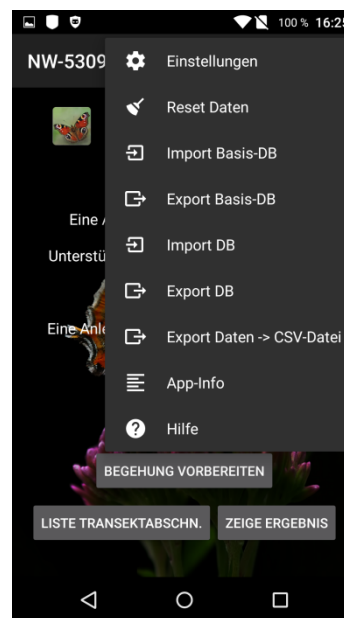 100 % 16:25
NW-5309
Einstellungen
Reset Daten
Import Basis-DB
Export Basis-DB
Eine
Import DB
Unterstü
Export DB
Eine Anle
Export Daten -> CSV-Datei
App-Info
Hilfe
BEGEHUNG VORBEREITEN
LISTE TRANSEKTABSCHN.
ZEIGE ERGEBNIS